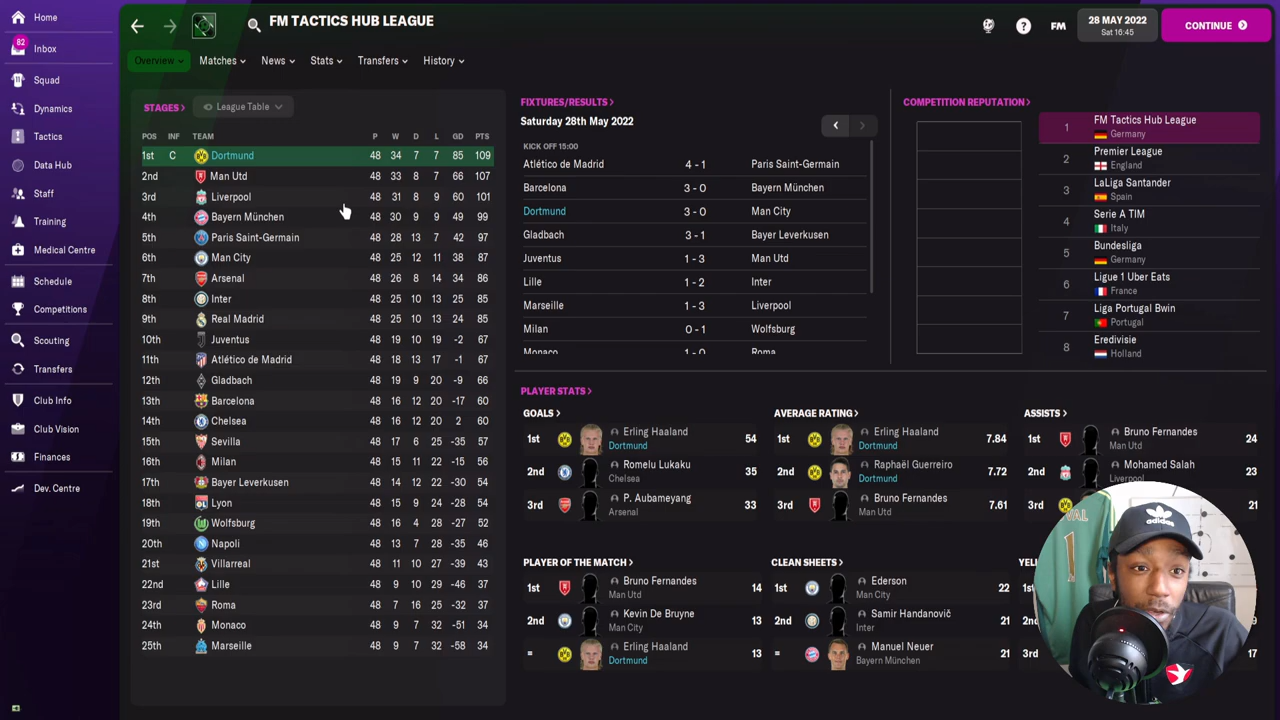 Home
82
Inbox
Squad
Dynamics
Tactics
Data Hub
Staff
Training
Medical Centre
Schedule
Competitions
Scouting
Transfers
Club Info
Club Vision
Finances
Dev. Centre
FM TACTICS HUB LEAGUE
? FM 28 MAY 2022
Sat 16:45
CONTINUE
Overview Matches News Stats Transfers History
STAGES > League Table
POS INF TEAM P W D L GD PTS
1st C Dortmund 48 34 7 7 85 109
2nd Man Utd 48 33 8 7 66 107
3rd Liverpool 48 31 8 9 60 101
4th Bayern München 48 30 9 9 49 99
5th Paris Saint-Germain 48 28 13 7 42 97
6th Man City 48 25 12 11 38 87
7th Arsenal 48 26 8 14 34 86
8th Inter 48 25 10 13 25 85
9th Real Madrid 48 25 10 13 24 85
10th Juventus 48 19 10 19 -2 67
11th Atlético de Madrid 48 18 13 17 -1 67
12th Gladbach 48 19 9 20 -9 66
13th Barcelona 48 16 12 20 -17 60
14th Chelsea 48 16 12 20 2 60
15th Sevilla 48 17 6 25 -35 57
16th Milan 48 15 11 22 -15 56
17th Bayer Leverkusen 48 14 12 22 -30 54
18th Lyon 48 15 9 24 -28 54
19th Wolfsburg 48 16 4 28 -27 52
20th Napoli 48 13 7 28 -35 46
21st Villarreal 48 11 10 27 -39 43
22nd Lille 48 9 10 29 -46 37
23rd Roma 48 7 16 25 -32 37
24th Monaco 48 9 7 32 -51 34
25th Marseille 48 9 7 32 -58 34
FIXTURES/RESULTS >
Saturday 28th May 2022
KICK OFF 15:00
Atlético de Madrid 4 - 1 Paris Saint-Germain
Barcelona 3 - 0 Bayern München
Dortmund 3 - 0 Man City
Gladbach 3 - 1 Bayer Leverkusen
Juventus 1 - 3 Man Utd
Lille 1 - 2 Inter
Marseille 1 - 3 Liverpool
Milan 0 - 1 Wolfsburg
Monaco 1 - 0 Roma
COMPETITION REPUTATION >
1 FM Tactics Hub League
Germany
2 Premier League
England
3 LaLiga Santander
Spain
4 Serie A TIM
Italy
5 Bundesliga
Germany
6 Ligue 1 Uber Eats
France
7 Liga Portugal Bwin
Portugal
8 Eredivisie
Holland
PLAYER STATS >
GOALS >
1st Erling Haaland 54
Dortmund
2nd Romelu Lukaku 35
Chelsea
3rd P. Aubameyang 33
Arsenal
AVERAGE RATING >
1st Erling Haaland 7.84
Dortmund
2nd Raphaël Guerreiro 7.72
Dortmund
3rd Bruno Fernandes 7.61
Man Utd
ASSISTS >
1st Bruno Fernandes 24
Man Utd
2nd Mohamed Salah 23
Liverpool
3rd 21
PLAYER OF THE MATCH >
1st Bruno Fernandes 14
Man Utd
2nd Kevin De Bruyne 13
Man City
= Erling Haaland 13
Dortmund
CLEAN SHEETS >
1st Ederson 22
Man City
2nd Samir Handanovič 21
Inter
= Manuel Neuer 21
Bayern München
1st
2nd 9
3rd 17
adidas
1